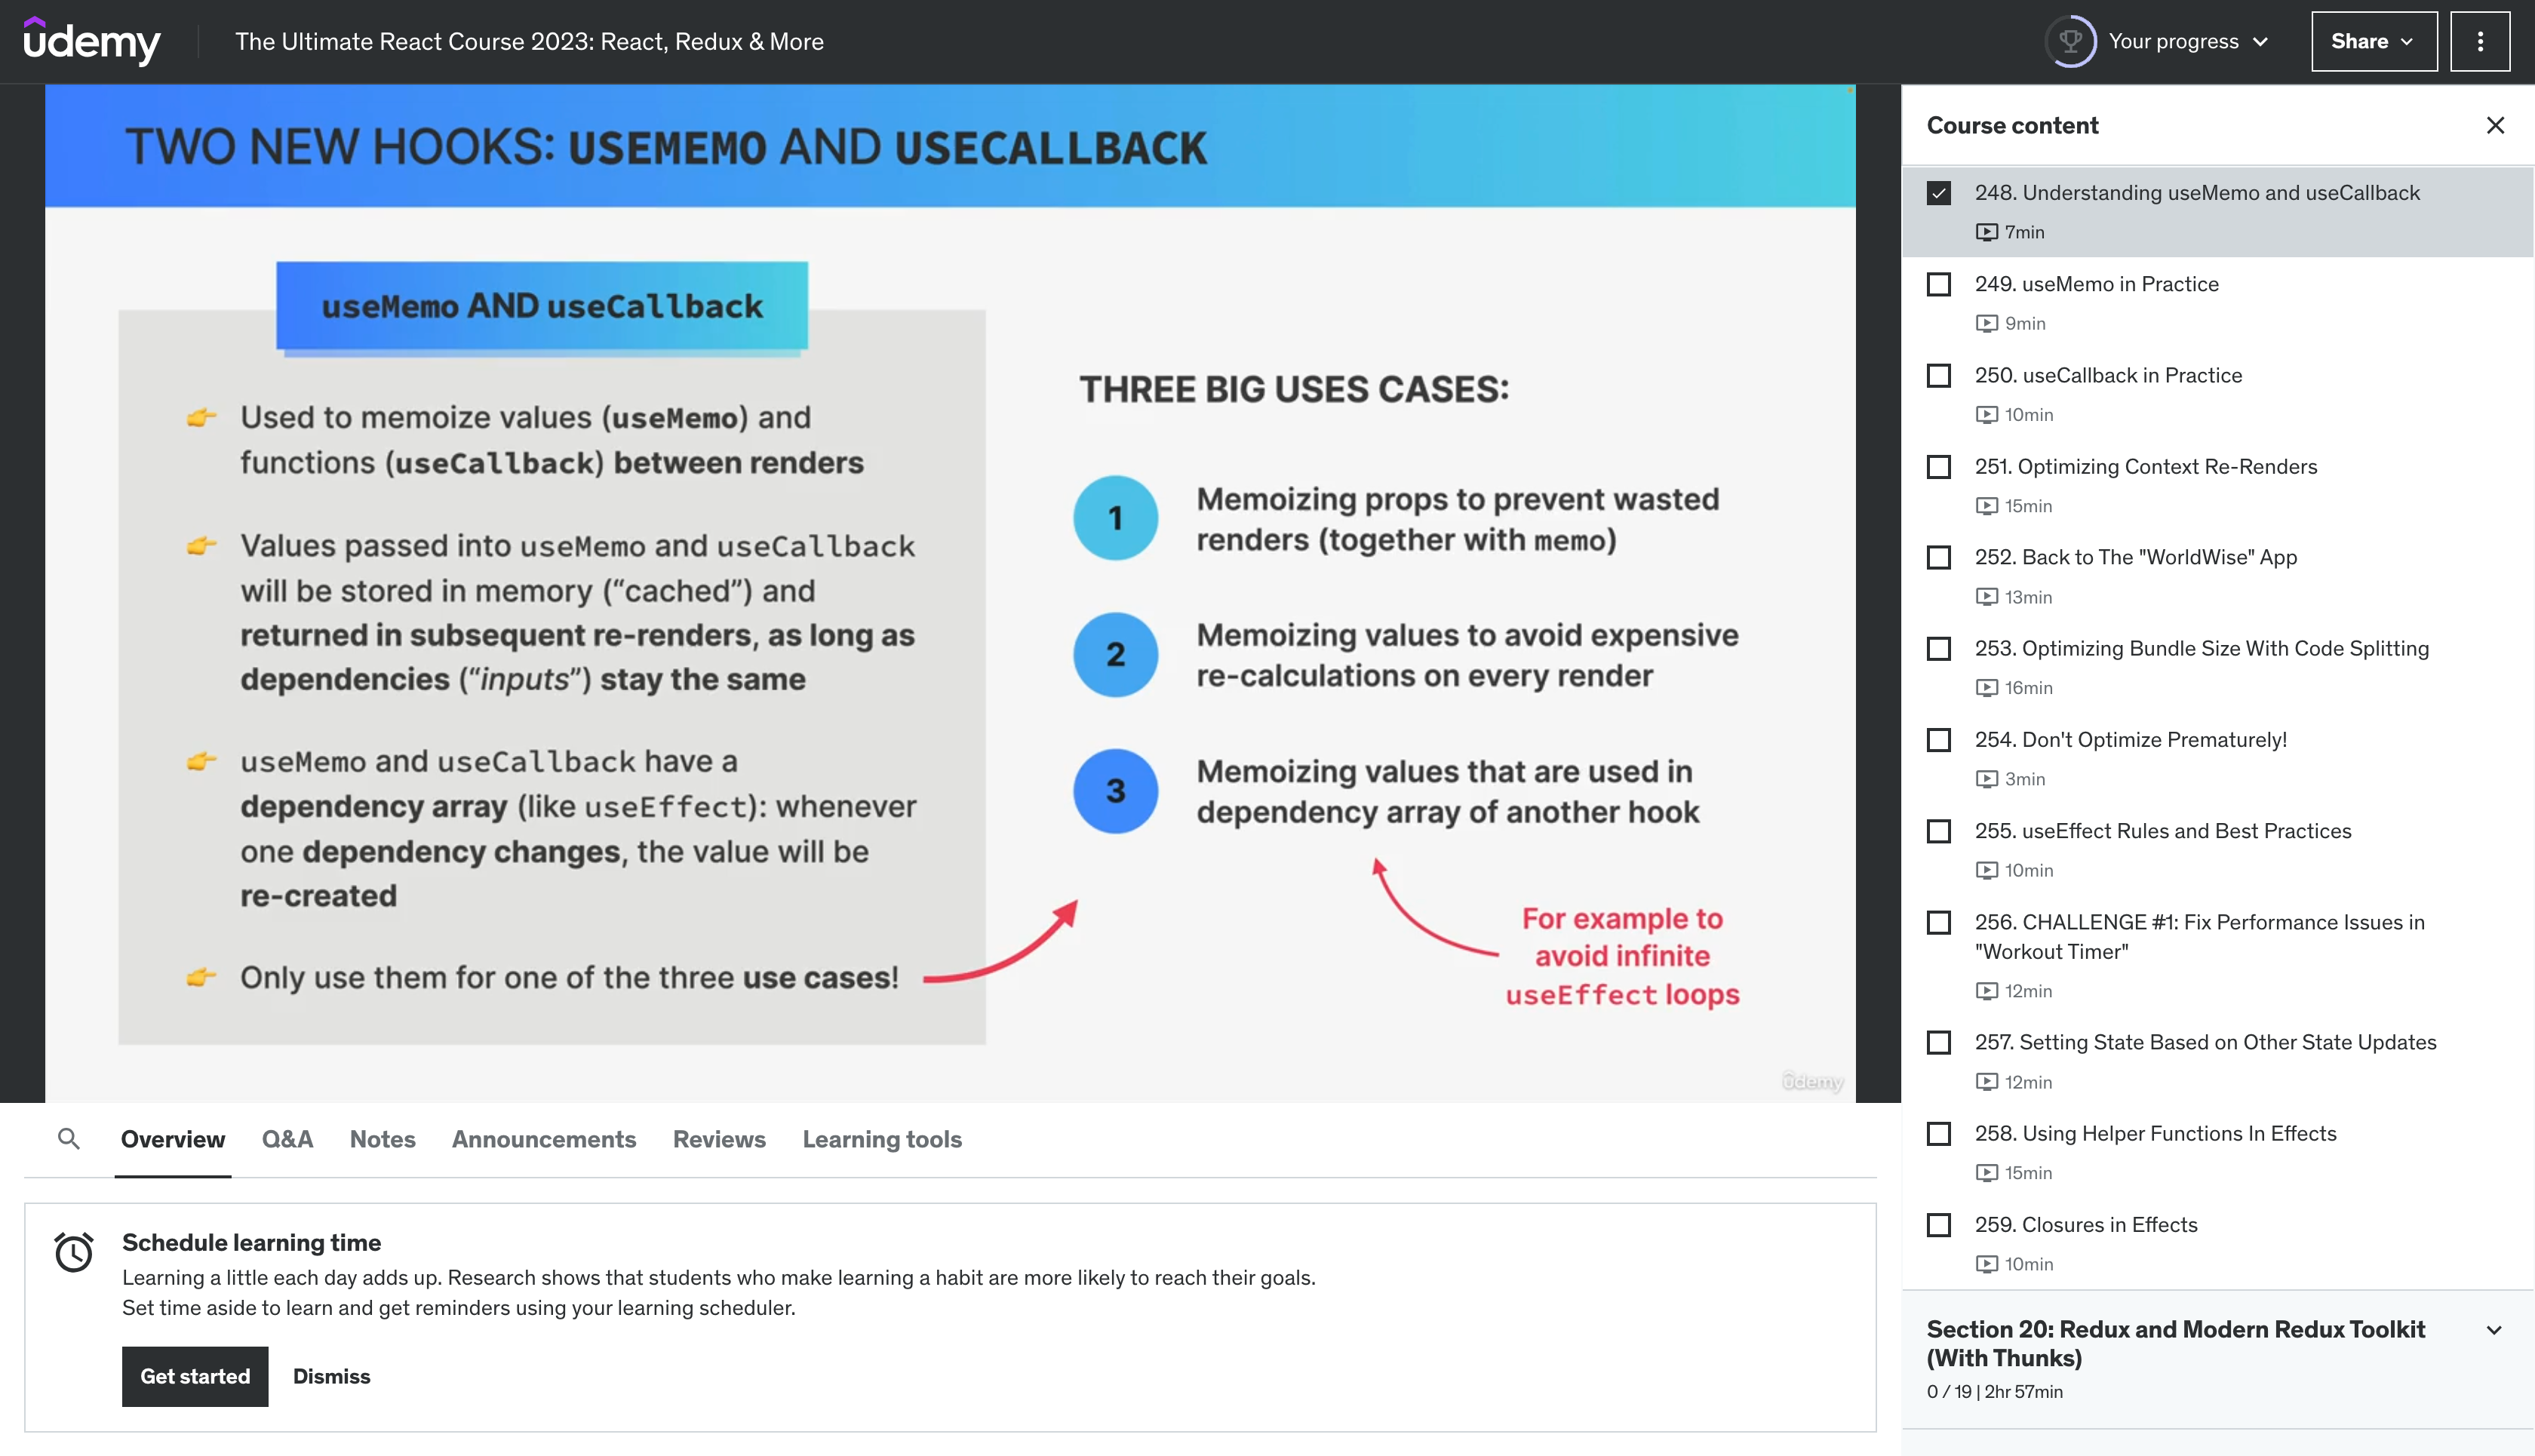 udemy
The Ultimate React Course 2023: React, Redux & More
Your progress
Share
TWO NEW HOOKS: USEMEMO AND USECALLBACK
useMemo AND useCallback
Used to memoize values (useMemo) and
functions (useCallback) between renders
Values passed into useMemo and useCallback
will be stored in memory (“cached”) and
returned in subsequent re-renders, as long as
dependencies (“inputs”) stay the same
useMemo and useCallback have a
dependency array (like useEffect): whenever
one dependency changes, the value will be
re-created
Only use them for one of the three use cases!
THREE BIG USES CASES:
1
Memoizing props to prevent wasted
renders (together with memo)
2
Memoizing values to avoid expensive
re-calculations on every render
3
Memoizing values that are used in
dependency array of another hook
For example to
avoid infinite
useEffect loops
udemy
Course content
248. Understanding useMemo and useCallback
7min
249. useMemo in Practice
9min
250. useCallback in Practice
10min
251. Optimizing Context Re-Renders
15min
252. Back to The "WorldWise" App
13min
253. Optimizing Bundle Size With Code Splitting
16min
254. Don't Optimize Prematurely!
3min
255. useEffect Rules and Best Practices
10min
256. CHALLENGE #1: Fix Performance Issues in
"Workout Timer"
12min
257. Setting State Based on Other State Updates
12min
258. Using Helper Functions In Effects
15min
259. Closures in Effects
10min
Section 20: Redux and Modern Redux Toolkit
(With Thunks)
0 / 19 | 2hr 57min
Overview
Q&A
Notes
Announcements
Reviews
Learning tools
Schedule learning time
Learning a little each day adds up. Research shows that students who make learning a habit are more likely to reach their goals.
Set time aside to learn and get reminders using your learning scheduler.
Get started
Dismiss